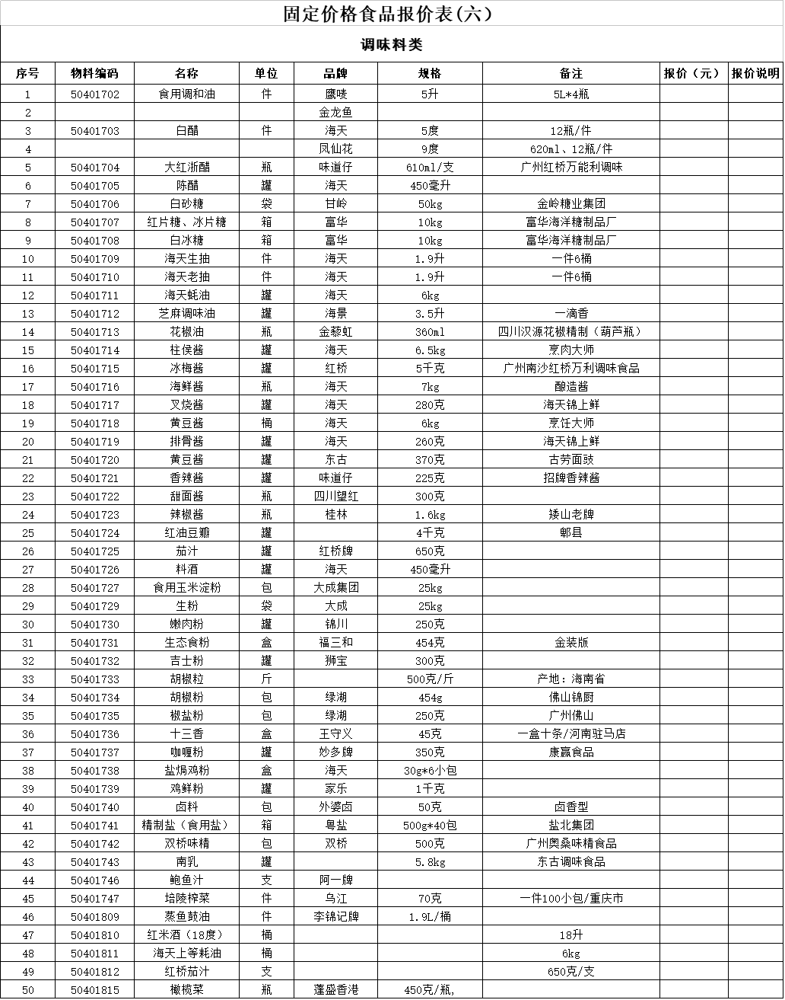 固定价格食品报价表(六）
调味料类
序号 物料编码 名称 单位 品牌 规格 备注 报价（元） 报价说明
1 50401702 食用调和油 件 鹰唛 5升 5L*4瓶
2 金龙鱼
3 50401703 白醋 件 海天 5度 12瓶/件
4 凤仙花 9度 620ml、12瓶/件
5 50401704 大红浙醋 瓶 味道仔 610ml/支 广州红桥万能利调味
6 50401705 陈醋 罐 海天 450毫升
7 50401706 白砂糖 袋 甘岭 50kg 金岭糖业集团
8 50401707 红片糖、冰片糖 箱 富华 10kg 富华海洋糖制品厂
9 50401708 白冰糖 箱 富华 10kg 富华海洋糖制品厂
10 50401709 海天生抽 件 海天 1.9升 一件6桶
11 50401710 海天老抽 件 海天 1.9升 一件6桶
12 50401711 海天蚝油 罐 海天 6kg
13 50401712 芝麻调味油 罐 海景 3.5升 一滴香
14 50401713 花椒油 瓶 金藜虹 360ml 四川汉源花椒精制（葫芦瓶）
15 50401714 柱侯酱 罐 海天 6.5kg 烹肉大师
16 50401715 冰梅酱 罐 红桥 5千克 广州南沙红桥万利调味食品
17 50401716 海鲜酱 瓶 海天 7kg 酿造酱
18 50401717 叉烧酱 罐 海天 280克 海天锦上鲜
19 50401718 黄豆酱 桶 海天 6kg 烹饪大师
20 50401719 排骨酱 罐 海天 260克 海天锦上鲜
21 50401720 黄豆酱 罐 东古 370克 古劳面豉
22 50401721 香辣酱 罐 味道仔 225克 招牌香辣酱
23 50401722 甜面酱 瓶 四川望红 300克
24 50401723 辣椒酱 瓶 桂林 1.6kg 矮山老牌
25 50401724 红油豆瓣 罐 4千克 郫县
26 50401725 茄汁 罐 红桥牌 650克
27 50401726 料酒 罐 海天 450毫升
28 50401727 食用玉米淀粉 包 大成集团 25kg
29 50401729 生粉 袋 大成 25kg
30 50401730 嫩肉粉 罐 锦川 250克
31 50401731 生态食粉 盒 福三和 454克 金装版
32 50401732 吉士粉 罐 狮宝 300克
33 50401733 胡椒粒 斤 500克/斤 产地：海南省
34 50401734 胡椒粉 包 绿湖 454g 佛山锦厨
35 50401735 椒盐粉 包 绿湖 250克 广州佛山
36 50401736 十三香 盒 王守义 45克 一盒十条/河南驻马店
37 50401737 咖喱粉 罐 妙多牌 350克 康赢食品
38 50401738 盐焗鸡粉 盒 海天 30g*6小包
39 50401739 鸡鲜粉 罐 家乐 1千克
40 50401740 卤料 包 外婆卤 50克 卤香型
41 50401741 精制盐（食用盐） 箱 粤盐 500g*40包 盐北集团
42 50401742 双桥味精 包 双桥 500克 广州奥桑味精食品
43 50401743 南乳 罐 5.8kg 东古调味食品
44 50401746 鲍鱼汁 支 阿一牌
45 50401747 培陵榨菜 件 乌江 70克 一件100小包/重庆市
46 50401809 蒸鱼鼓油 件 李锦记牌 1.9L/桶
47 50401810 红米酒（18度） 桶 18升
48 50401811 海天上等耗油 桶 6kg
49 50401812 红桥茄汁 支 650克/支
50 50401815 橄榄菜 瓶 蓬盛香港 450克/瓶,